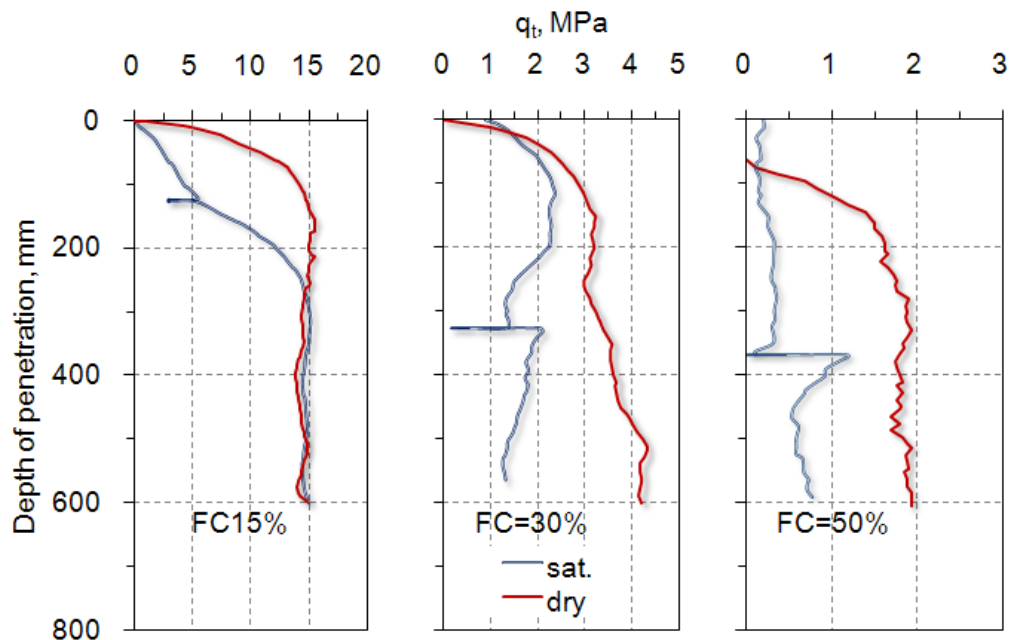 qt, MPa
0 5 10 15 20
0 1 2 3 4 5
0 1 2 3
0
200
400
600
800
Depth of penetration, mm
FC15%
FC=30%
FC=50%
sat.
dry